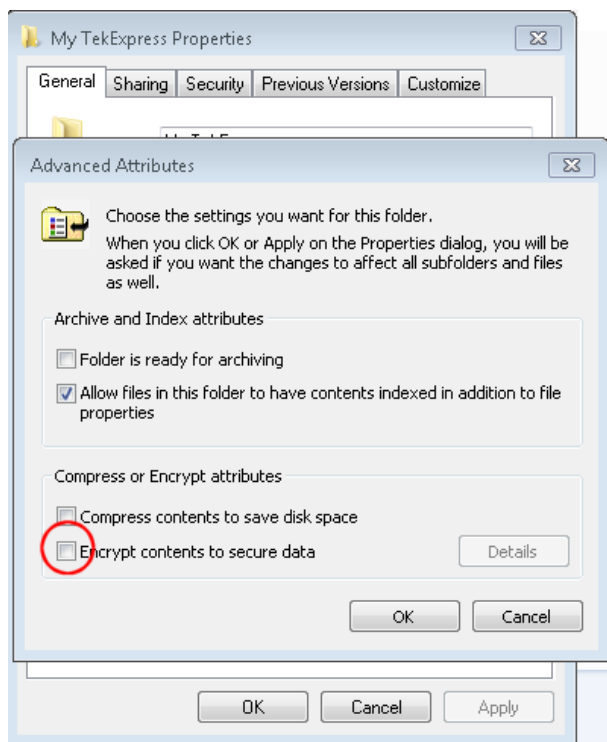 My TekExpress Properties
General Sharing Security Previous Versions Customize
Advanced Attributes
Choose the settings you want for this folder.
When you click OK or Apply on the Properties dialog, you will be
asked if you want the changes to affect all subfolders and files
as well.
Archive and Index attributes
Folder is ready for archiving
Allow files in this folder to have contents indexed in addition to file
properties
Compress or Encrypt attributes
Compress contents to save disk space
Encrypt contents to secure data Details
OK Cancel
OK Cancel Apply